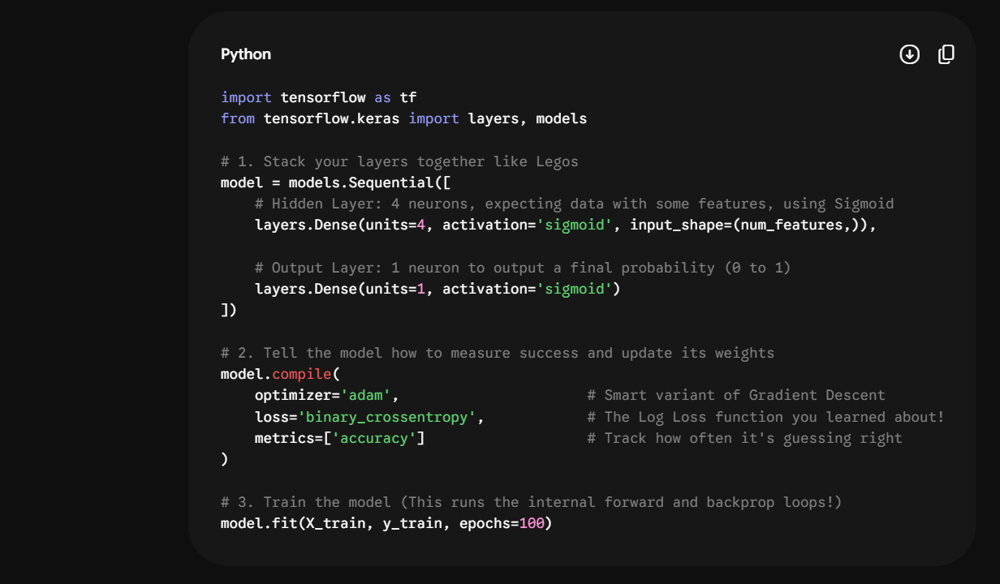 Python
import tensorflow as tf
from tensorflow.keras import layers, models
# 1. Stack your layers together like Legos
model = models.Sequential([
    # Hidden Layer: 4 neurons, expecting data with some features, using Sigmoid
    layers.Dense(units=4, activation='sigmoid', input_shape=(num_features,)),
    # Output Layer: 1 neuron to output a final probability (0 to 1)
    layers.Dense(units=1, activation='sigmoid')
])
# 2. Tell the model how to measure success and update its weights
model.compile(
    optimizer='adam',                      # Smart variant of Gradient Descent
    loss='binary_crossentropy',            # The Log Loss function you learned about!
    metrics=['accuracy']                   # Track how often it's guessing right
)
# 3. Train the model (This runs the internal forward and backprop loops!)
model.fit(X_train, y_train, epochs=100)